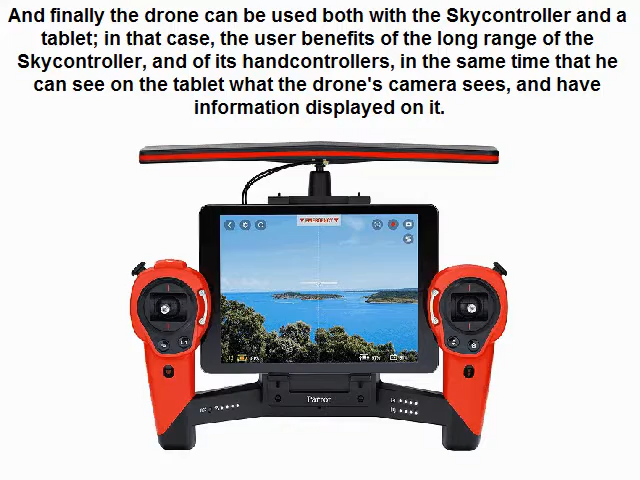 And finally the drone can be used both with the Skycontroller and a
tablet; in that case, the user benefits of the long range of the
Skycontroller, and of its handcontrollers, in the same time that he
can see on the tablet what the drone's camera sees, and have
information displayed on it.
EMERGENCY
Parrot